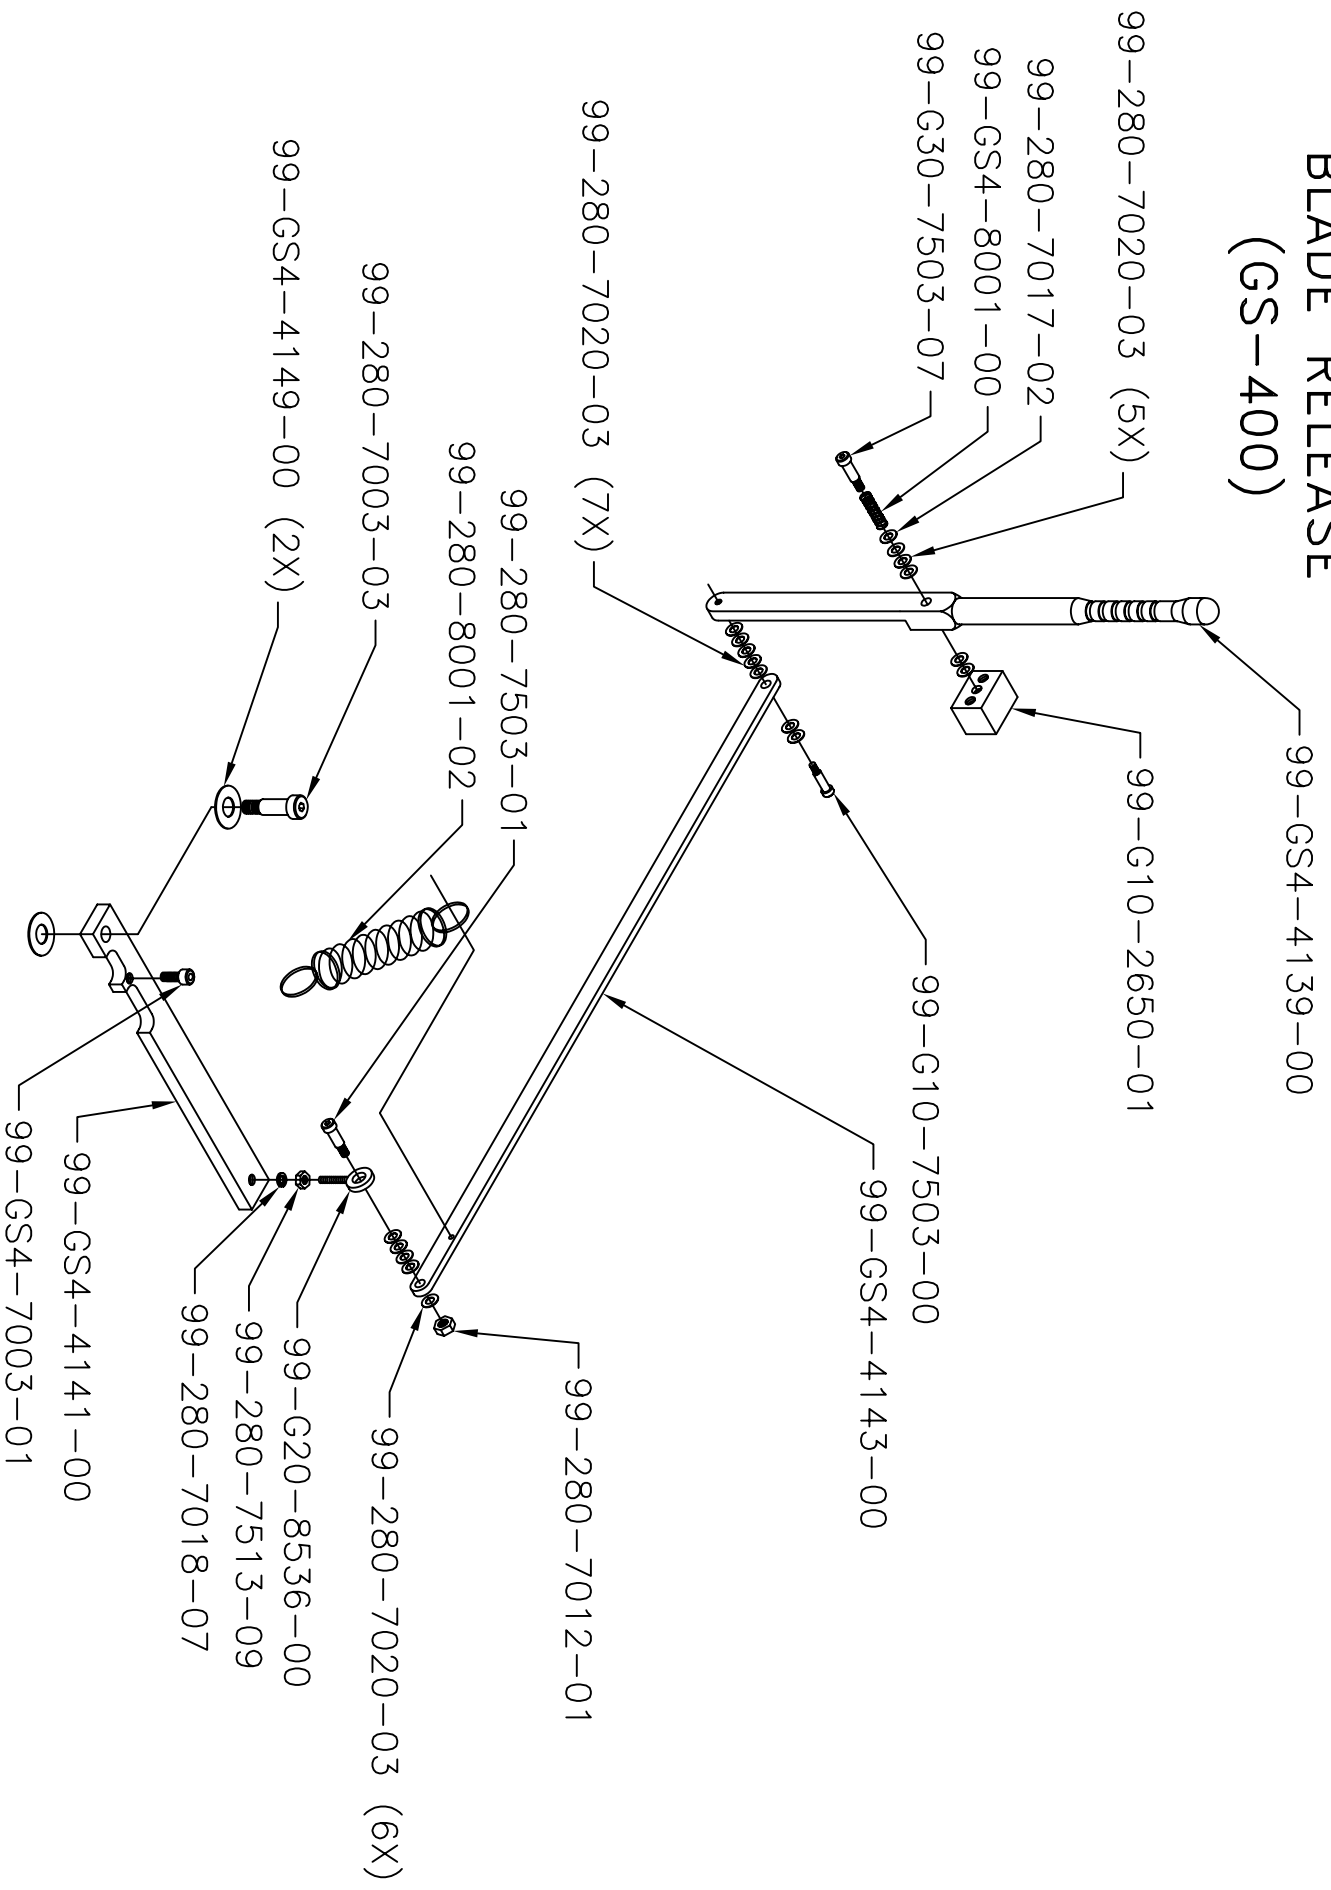 BLADE RELEASE
(GS-400)
99-280-7020-03 (5X)
99-280-7017-02
99-GS4-8001-00
99-G30-7503-07
99-GS4-4139-00
99-G10-2650-01
99-G10-7503-00
99-GS4-4143-00
99-280-7020-03 (7X)
99-280-7503-01
99-280-8001-02
99-280-7003-03
99-GS4-4149-00 (2X)
99-280-7012-01
99-280-7020-03 (6X)
99-G20-8536-00
99-280-7513-09
99-280-7018-07
99-GS4-4141-00
99-GS4-7003-01